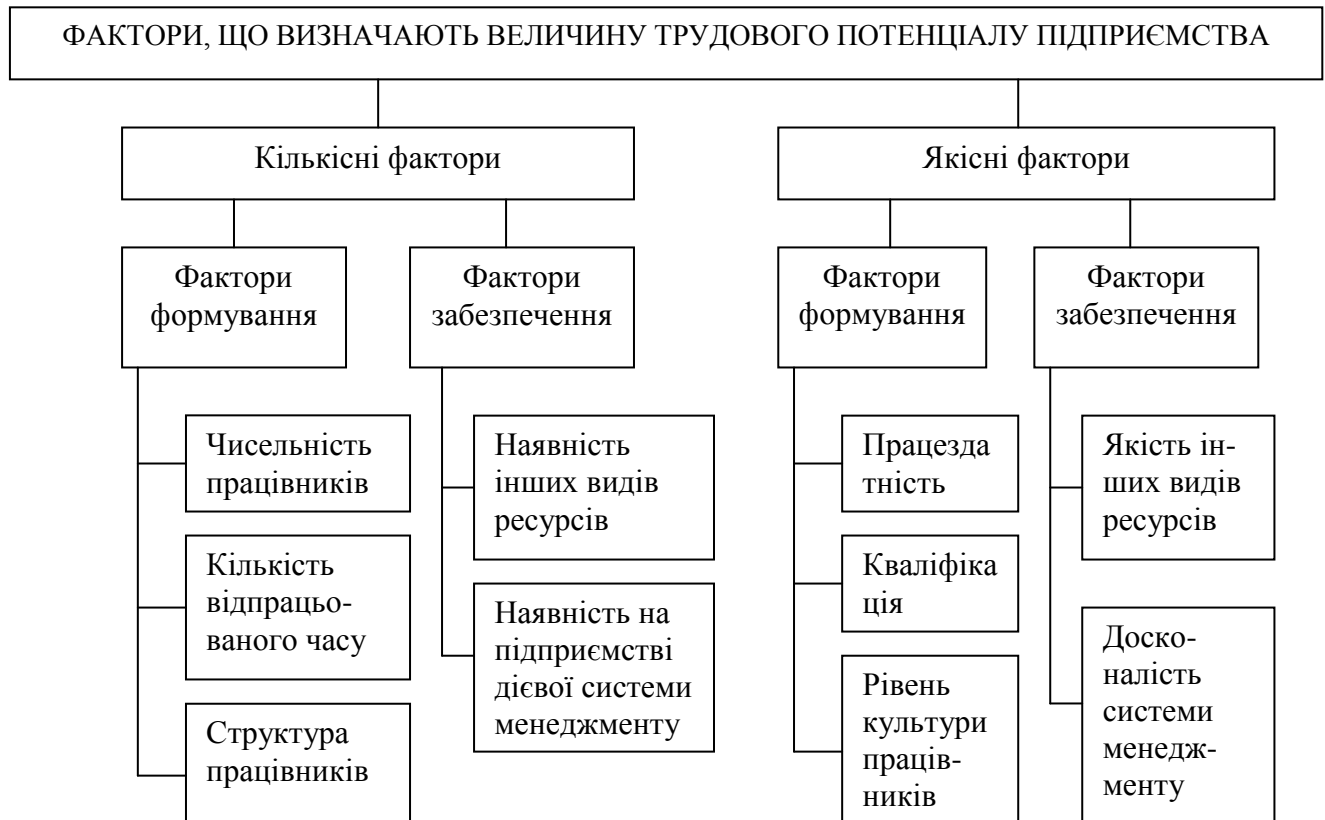 ФАКТОРИ, ЩО ВИЗНАЧАЮТЬ ВЕЛИЧИНУ ТРУДОВОГО ПОТЕНЦІАЛУ ПІДПРИЄМСТВА
Кількісні фактори
Якісні фактори
Фактори
формування
Фактори
забезпечення
Фактори
формування
Фактори
забезпечення
Чисельність
працівників
Кількість
відпрацьо-
ваного часу
Структура
працівників
Наявність
інших видів
ресурсів
Наявність на
підприємстві
дієвої системи
менеджменту
Працезда
тність
Кваліфіка
ція
Рівень
культури
праців-
ників
Якість ін-
ших видів
ресурсів
Доско-
налість
системи
менедж-
менту